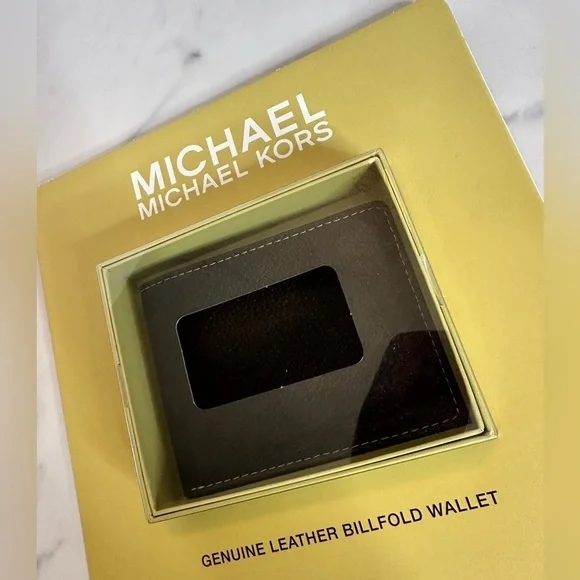 MICHAEL
MICHAEL KORS
GENUINE LEATHER BILLFOLD WALLET